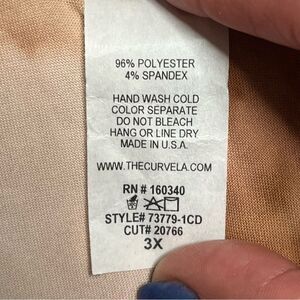 96% POLYESTER
4% SPANDEX
HAND WASH COLD
COLOR SEPARATE
DO NOT BLEACH
HANG OR LINE DRY
MADE IN U.S.A.
WWW.THECURVELA.COM
RN # 160340
STYLE# 73779-1CD
CUT# 20766
3X